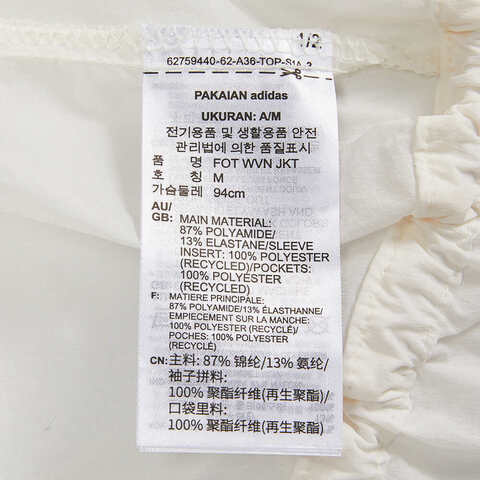 1/2
62759440-62-A36-TOP-S1A 2
PAKAIAN adidas
UKURAN: A/M
전기용품 및 생활용품 안전
관리법에 의한 품질표시
품 명 FOT WVN JKT
호 칭 M
가슴둘레 94cm
AU/
GB: MAIN MATERIAL:
87% POLYAMIDE/
13% ELASTANE/SLEEVE
INSERT: 100% POLYESTER
(RECYCLED)/POCKETS:
100% POLYESTER
(RECYCLED)
F: MATIERE PRINCIPALE:
87% POLYAMIDE/13% ÉLASTHANNE/
EMPIECEMENT SUR LA MANCHE:
100% POLYESTER (RECYCLÉ)/
POCHES: 100% POLYESTER
(RECYCLÉ)
CN: 主料: 87% 锦纶/13% 氨纶/
袖子拼料:
100% 聚酯纤维(再生聚酯)/
口袋里料:
100% 聚酯纤维(再生聚酯)